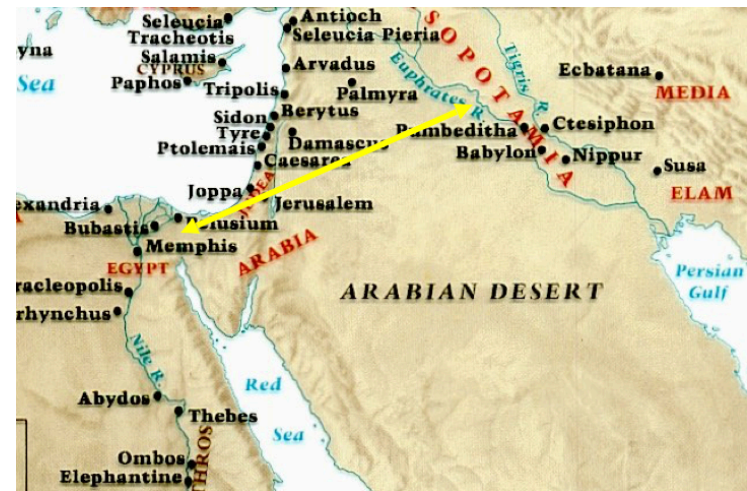 Seleucia
Tracheotis
Antioch
Seleucia Pieria
yna
Salamis
CYPRUS
Paphos
Sea
Arvadus
Tripolis
Palmyra
SOPOTAMIA
Tigris R.
Euphrates R.
Ecbatana
MEDIA
Sidon
Berytus
Tyre
Ptolemais
Damascus
Pumbeditha
Ctesiphon
Caesarea
Babylon
Nippur
Susa
Joppa
JUDEA
ELAM
exandria
Jerusalem
Bubastis
Pelusium
Memphis
ARABIA
EGYPT
Persian
Gulf
racleopolis
ARABIAN DESERT
rhynchus
Nile R.
Red
Sea
Abydos
Thebes
Ombos
Elephantine
THROS